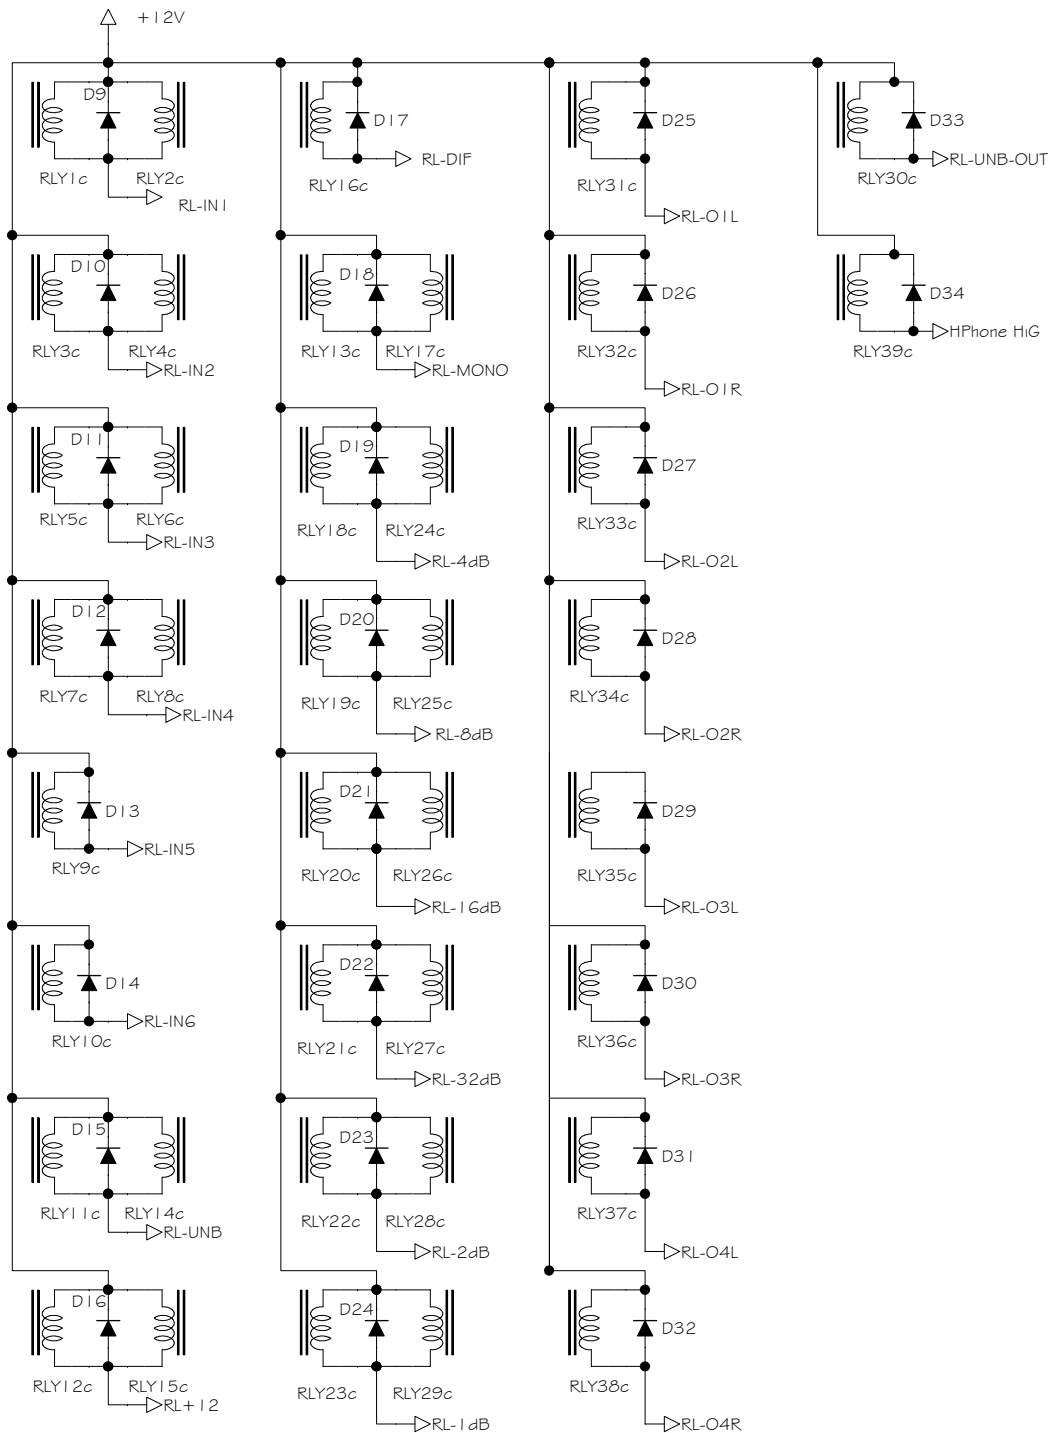 +12V
D9
RLY1c RLY2c
RL-IN1
D10
RLY3c RLY4c
RL-IN2
D11
RLY5c RLY6c
RL-IN3
D12
RLY7c RLY8c
RL-IN4
D13
RL-IN5
RLY9c
D14
RL-IN6
RLY10c
D15
RLY11c RLY14c
RL-UNB
D16
RLY12c RLY15c
RL+12
D17
RL-DIF
RLY16c
D18
RLY13c RLY17c
RL-MONO
D19
RLY18c RLY24c
RL-4dB
D20
RLY19c RLY25c
RL-8dB
D21
RLY20c RLY26c
RL-16dB
D22
RLY21c RLY27c
RL-32dB
D23
RLY22c RLY28c
RL-2dB
D24
RLY23c RLY29c
RL-1dB
D25
RLY31c
RL-O1L
D26
RLY32c
RL-O1R
D27
RLY33c
RL-O2L
D28
RLY34c
RL-O2R
D29
RLY35c
RL-O3L
D30
RLY36c
RL-O3R
D31
RLY37c
RL-O4L
D32
RLY38c
RL-O4R
D33
RL-UNB-OUT
RLY30c
D34
HPhone HiG
RLY39c